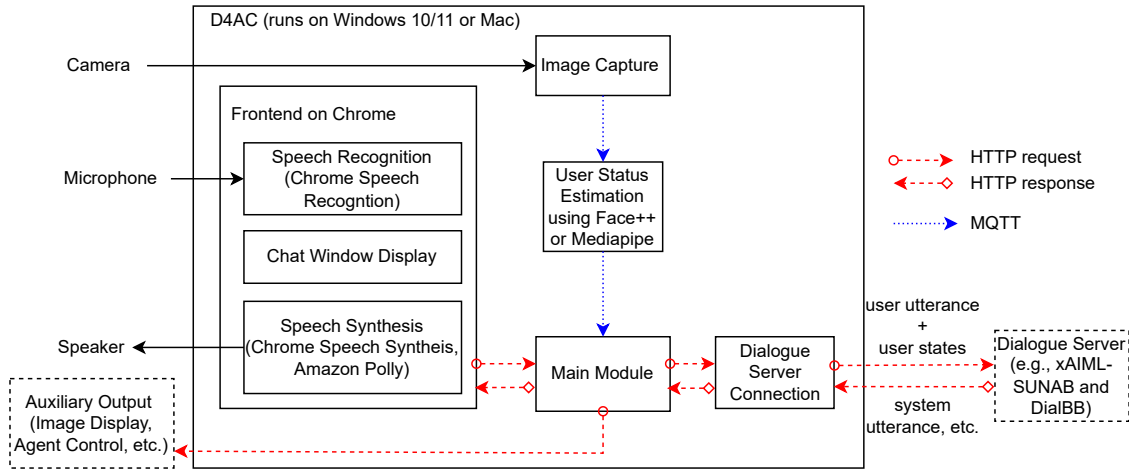 D4AC (runs on Windows 10/11 or Mac)
Camera
Image Capture
Frontend on Chrome
Speech Recognition
(Chrome Speech
Recogntion)
Microphone
User Status
Estimation
using Face++
or Mediapipe
HTTP request
HTTP response
MQTT
Chat Window Display
Speech Synthesis
(Chrome Speech Syntheis,
Amazon Polly)
Speaker
Main Module
Dialogue
Server
Connection
user utterance
+
user states
system
utterance, etc.
Dialogue Server
(e.g., xAIML-
SUNAB and
DialBB)
Auxiliary Output
(Image Display,
Agent Control, etc.)